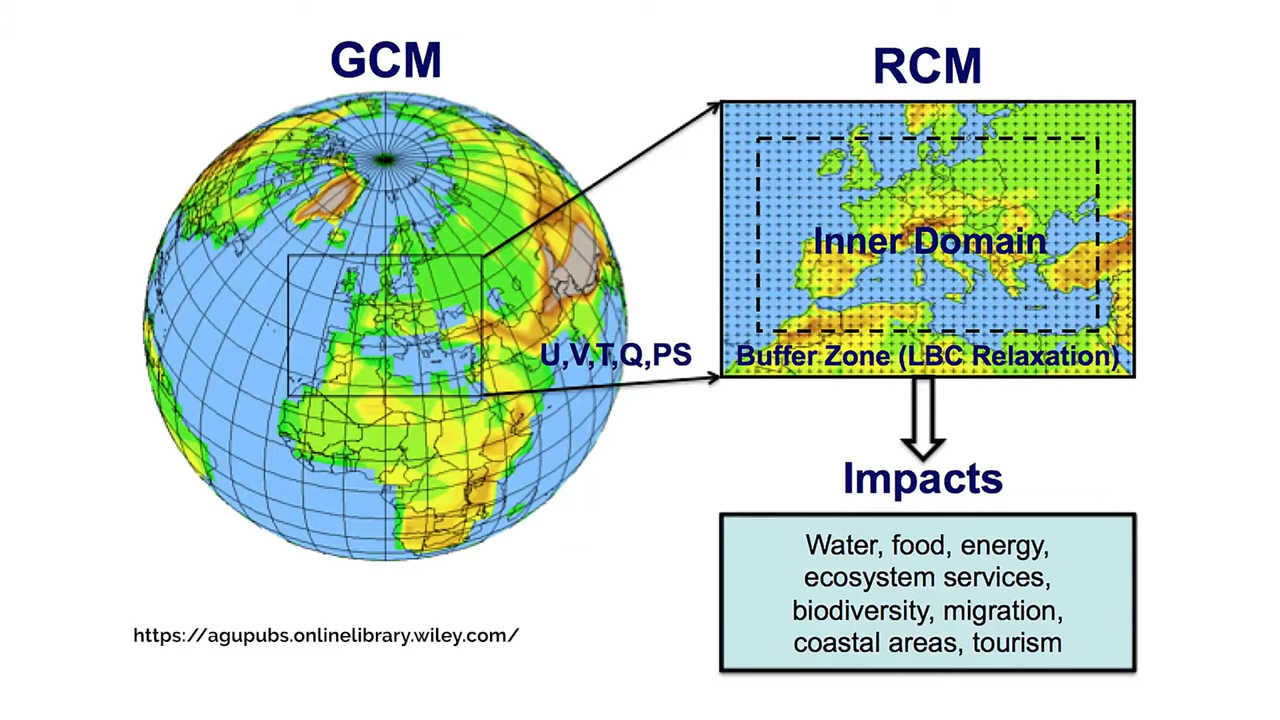 GCM
RCM
Inner Domain
U,V,T,Q,PS
Buffer Zone (LBC Relaxation)
Impacts
Water, food, energy,
ecosystem services,
biodiversity, migration,
coastal areas, tourism
https://agupubs.onlinelibrary.wiley.com/